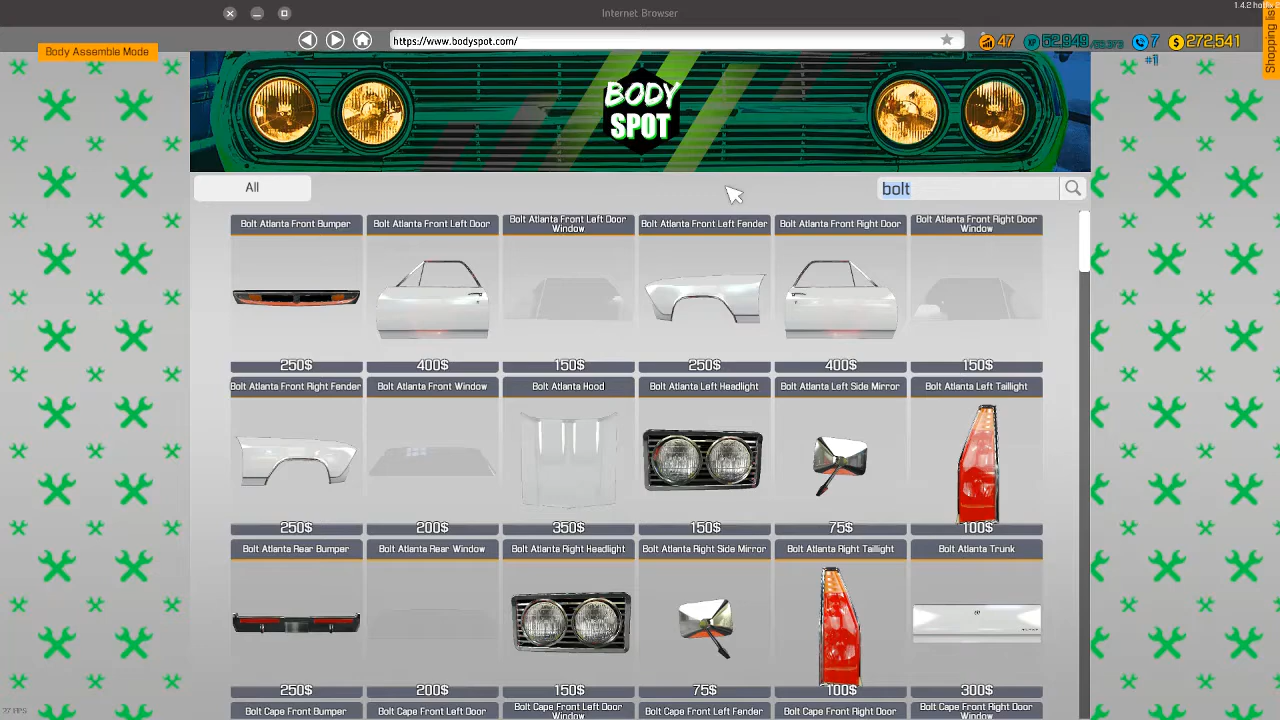 Internet Browser
1.4.2 hotfix 2
Body Assemble Mode
https://www.bodyspot.com/
47
XP 62,949/65,373
7
$ 272,541
#1
Shopping list
BODY
SPOT
All
bolt
Bolt Atlanta Front Bumper
Bolt Atlanta Front Left Door
Bolt Atlanta Front Left Door
Window
Bolt Atlanta Front Left Fender
Bolt Atlanta Front Right Door
Bolt Atlanta Front Right Door
Window
250$
400$
150$
250$
400$
150$
Bolt Atlanta Front Right Fender
Bolt Atlanta Front Window
Bolt Atlanta Hood
Bolt Atlanta Left Headlight
Bolt Atlanta Left Side Mirror
Bolt Atlanta Left Taillight
250$
200$
350$
150$
75$
100$
Bolt Atlanta Rear Bumper
Bolt Atlanta Rear Window
Bolt Atlanta Right Headlight
Bolt Atlanta Right Side Mirror
Bolt Atlanta Right Taillight
Bolt Atlanta Trunk
250$
200$
150$
75$
100$
300$
Bolt Cape Front Bumper
Bolt Cape Front Left Door
Bolt Cape Front Left Door
Window
Bolt Cape Front Left Fender
Bolt Cape Front Right Door
Bolt Cape Front Right Door
Window
27 FPS